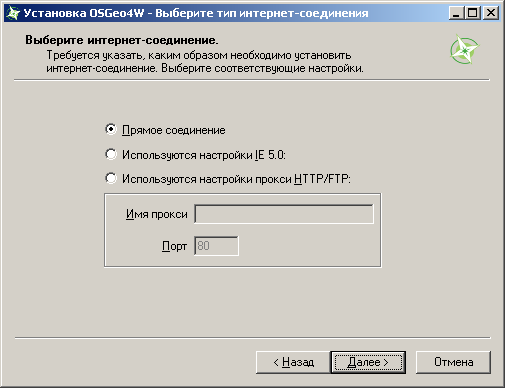 Установка OSGeo4W - Выберите тип интернет-соединения
Выберите интернет-соединение.
Требуется указать, каким образом необходимо установить
интернет-соединение. Выберите соответствующие настройки.
Прямое соединение
Используются настройки IE 5.0:
Используются настройки прокси HTTP/FTP:
Имя прокси
Порт 80
< Назад Далее > Отмена